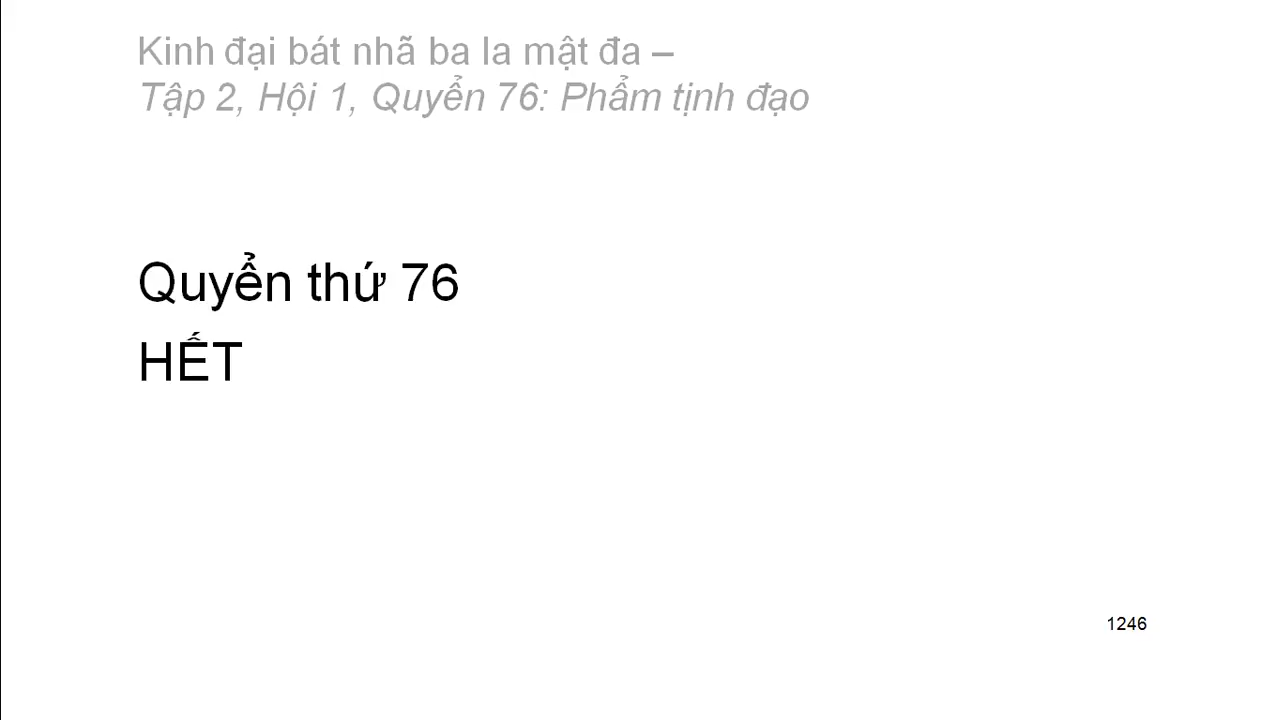 Kinh đại bát nhã ba la mật đa –
Tập 2, Hội 1, Quyển 76: Phẩm tịnh đạo
Quyển thứ 76
HẾT
1246